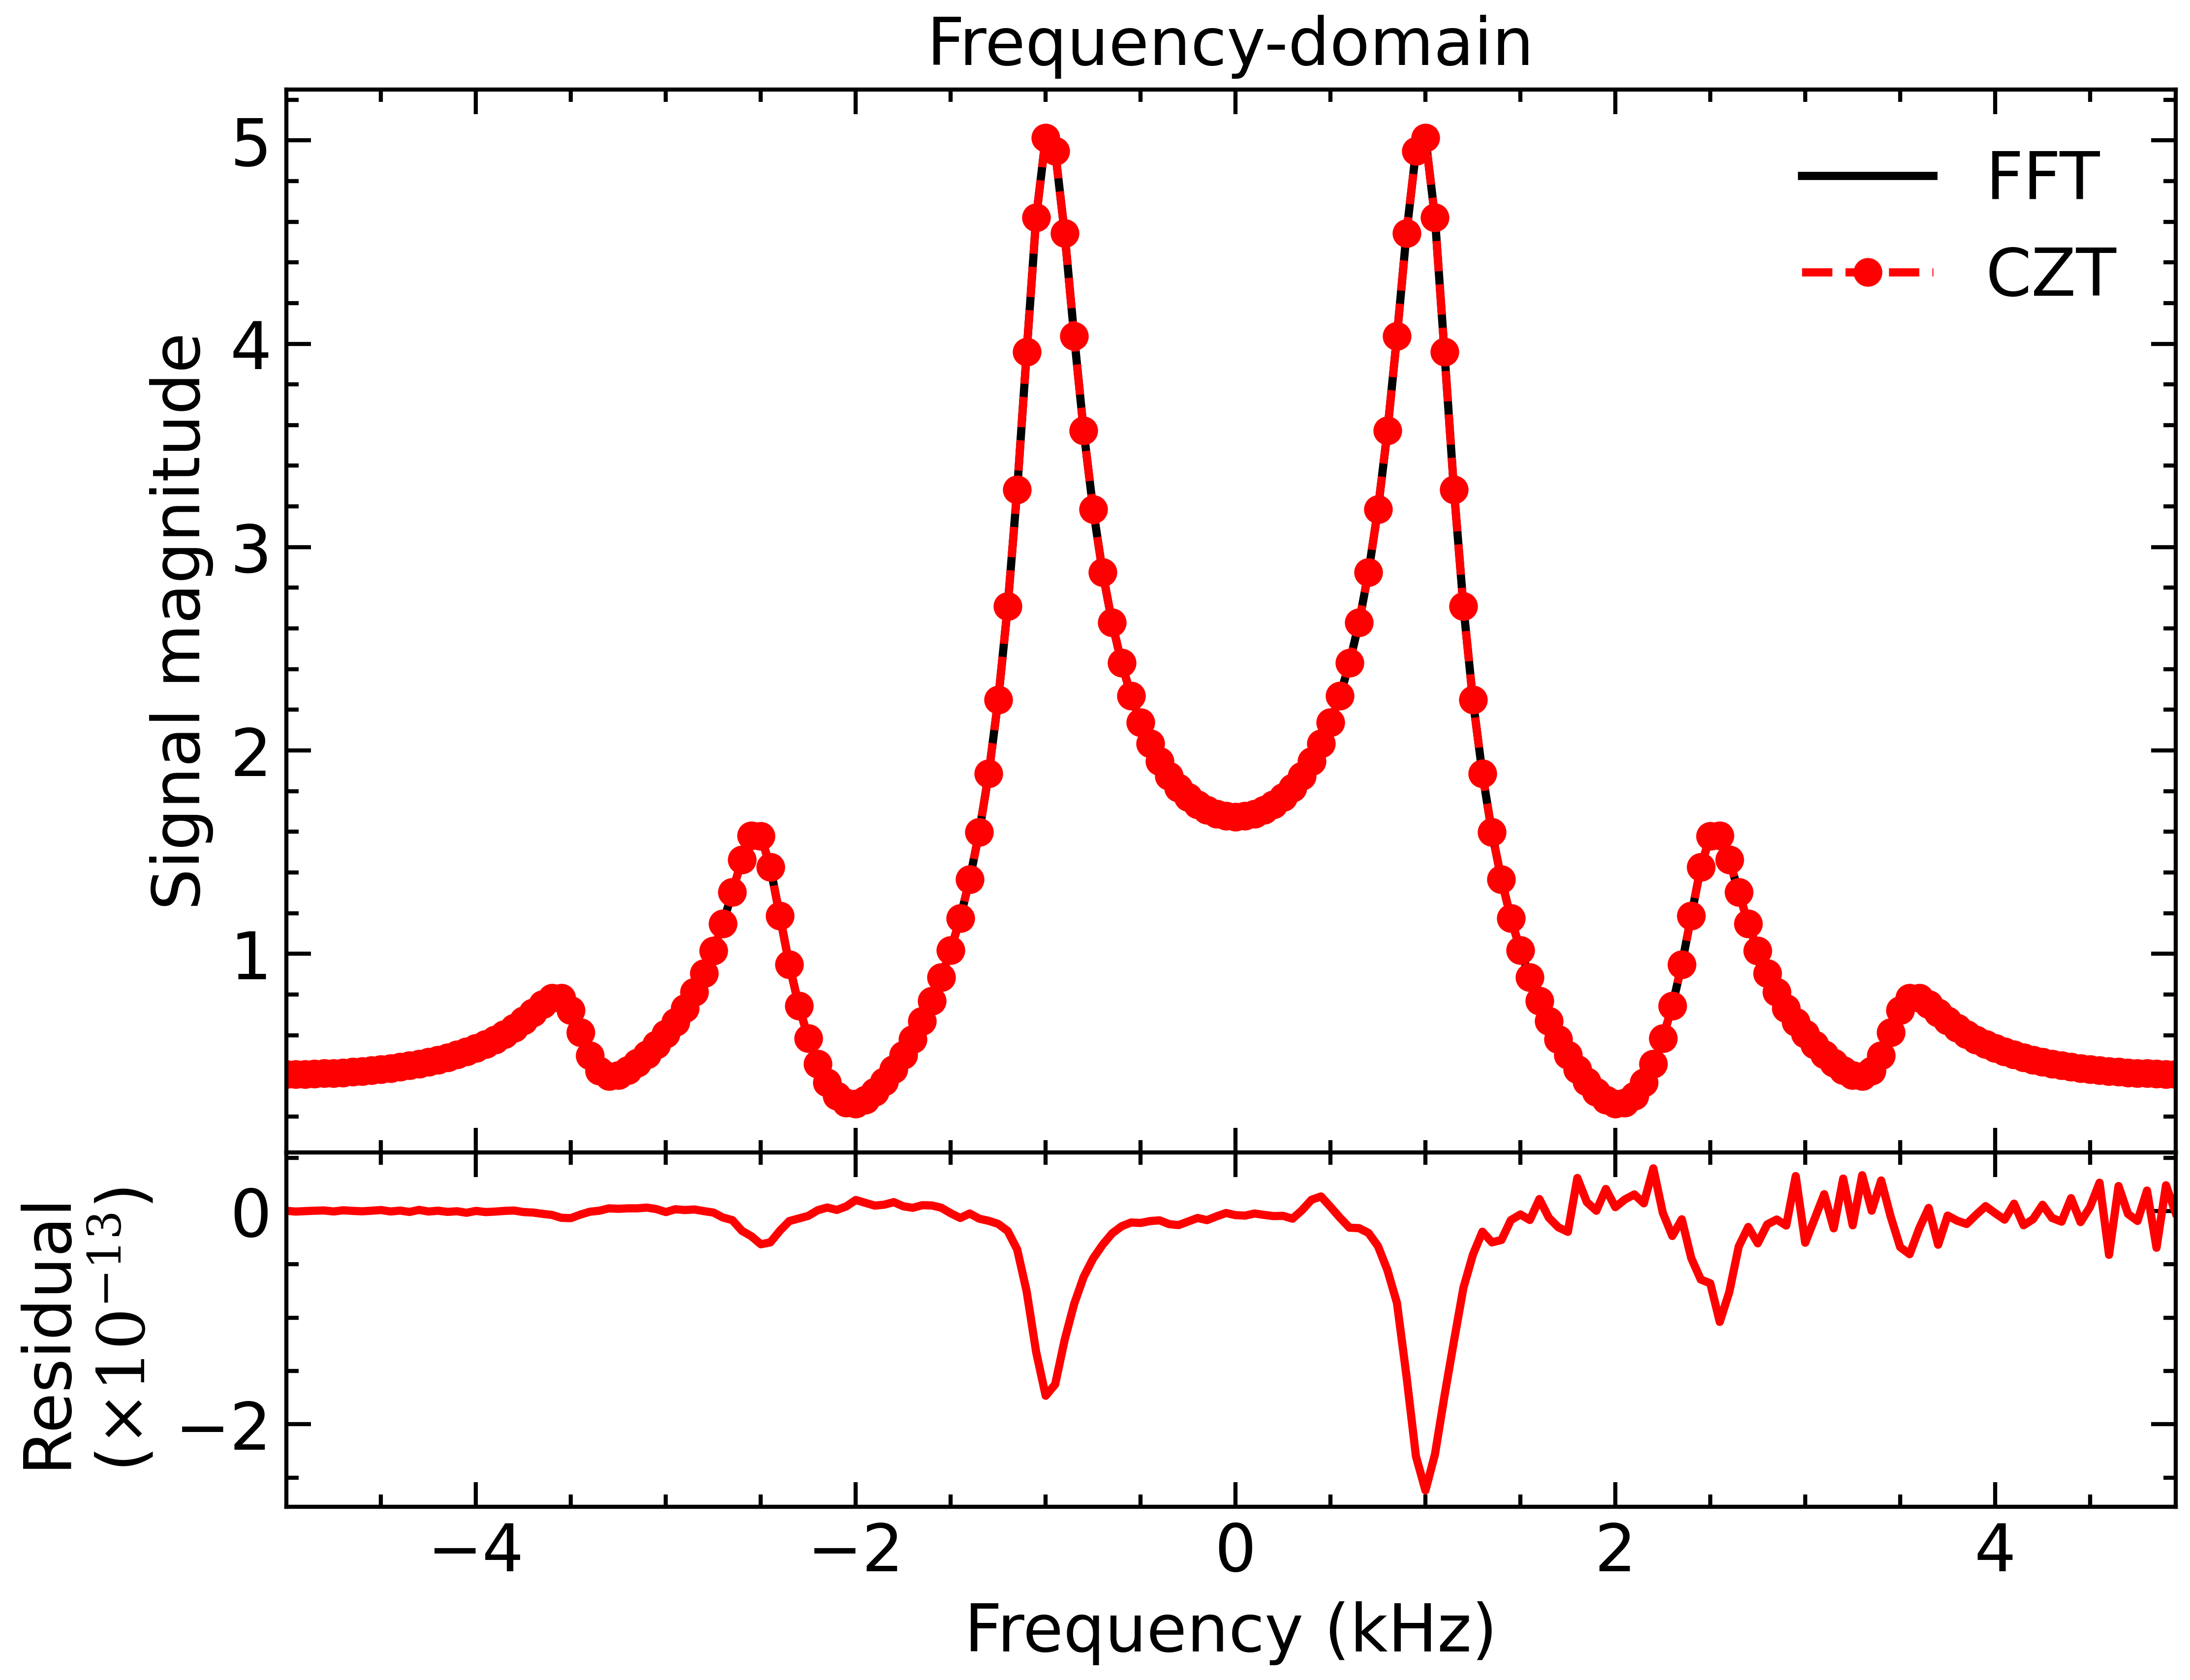 Frequency-domain
5
4
3
2
1
Signal magnitude
FFT
CZT
0
−2
Residual
(×10⁻¹³)
−4
−2
0
2
4
Frequency (kHz)